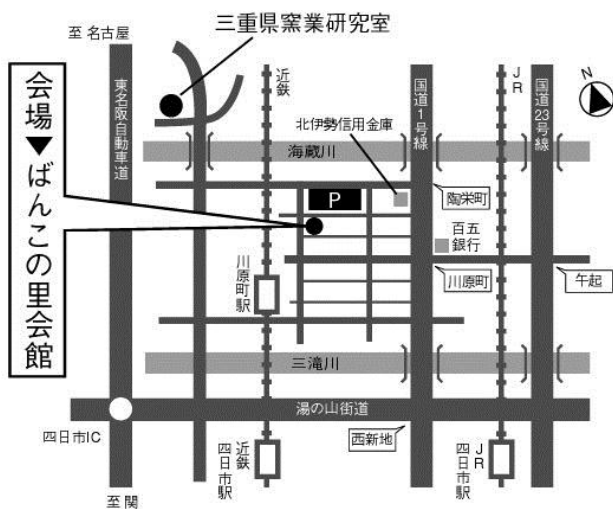 至 名古屋
三重県窯業研究室
東名阪自動車道
近鉄
国道1号線
JR
国道23号線
N
会場▼ばんこの里会館
北伊勢信用金庫
海蔵川
P
陶栄町
百五
銀行
川原町駅
川原町
午起
三滝川
湯の山街道
四日市IC
近鉄
四日市駅
西新地
JR
四日市駅
至 関